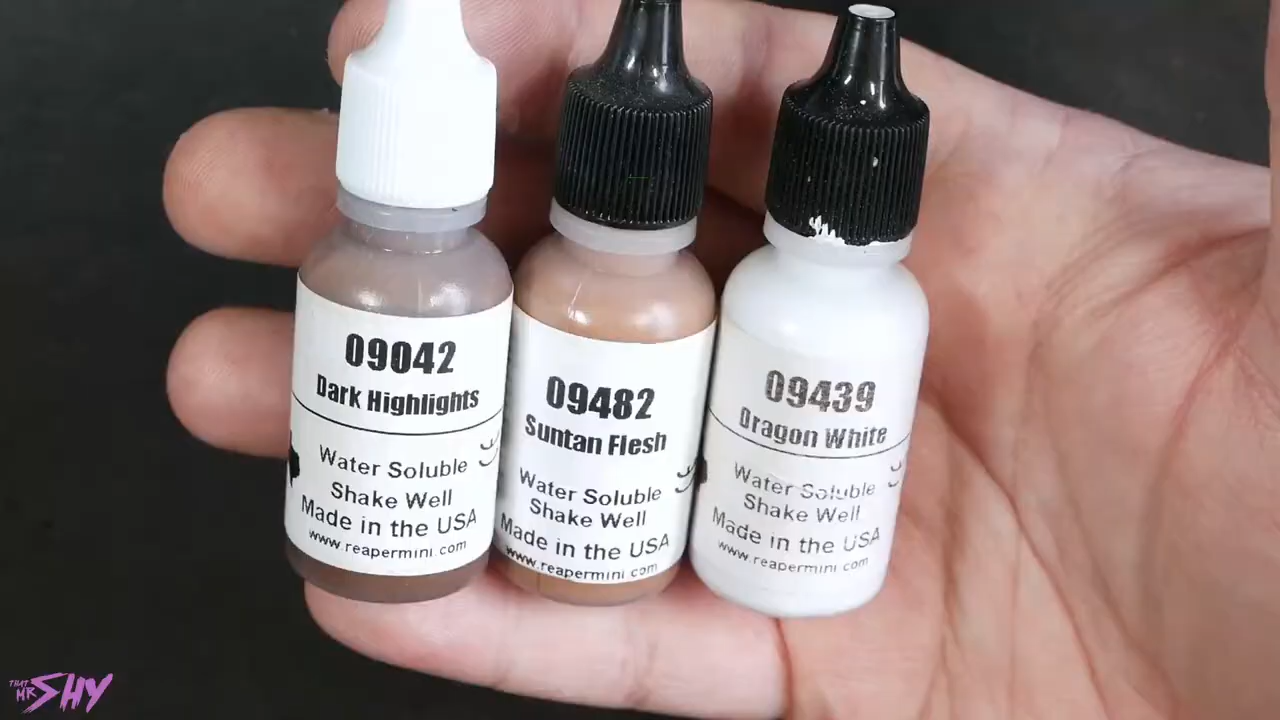 09042
Dark Highlights
Water Soluble
Shake Well
Made in the USA
www.reapermini.com
09482
Suntan Flesh
Water Soluble
Shake Well
Made in the USA
www.reapermini.com
09439
Dragon White
Water Soluble
Shake Well
Made in the USA
www.reapermini.com
THAT
MR SHY